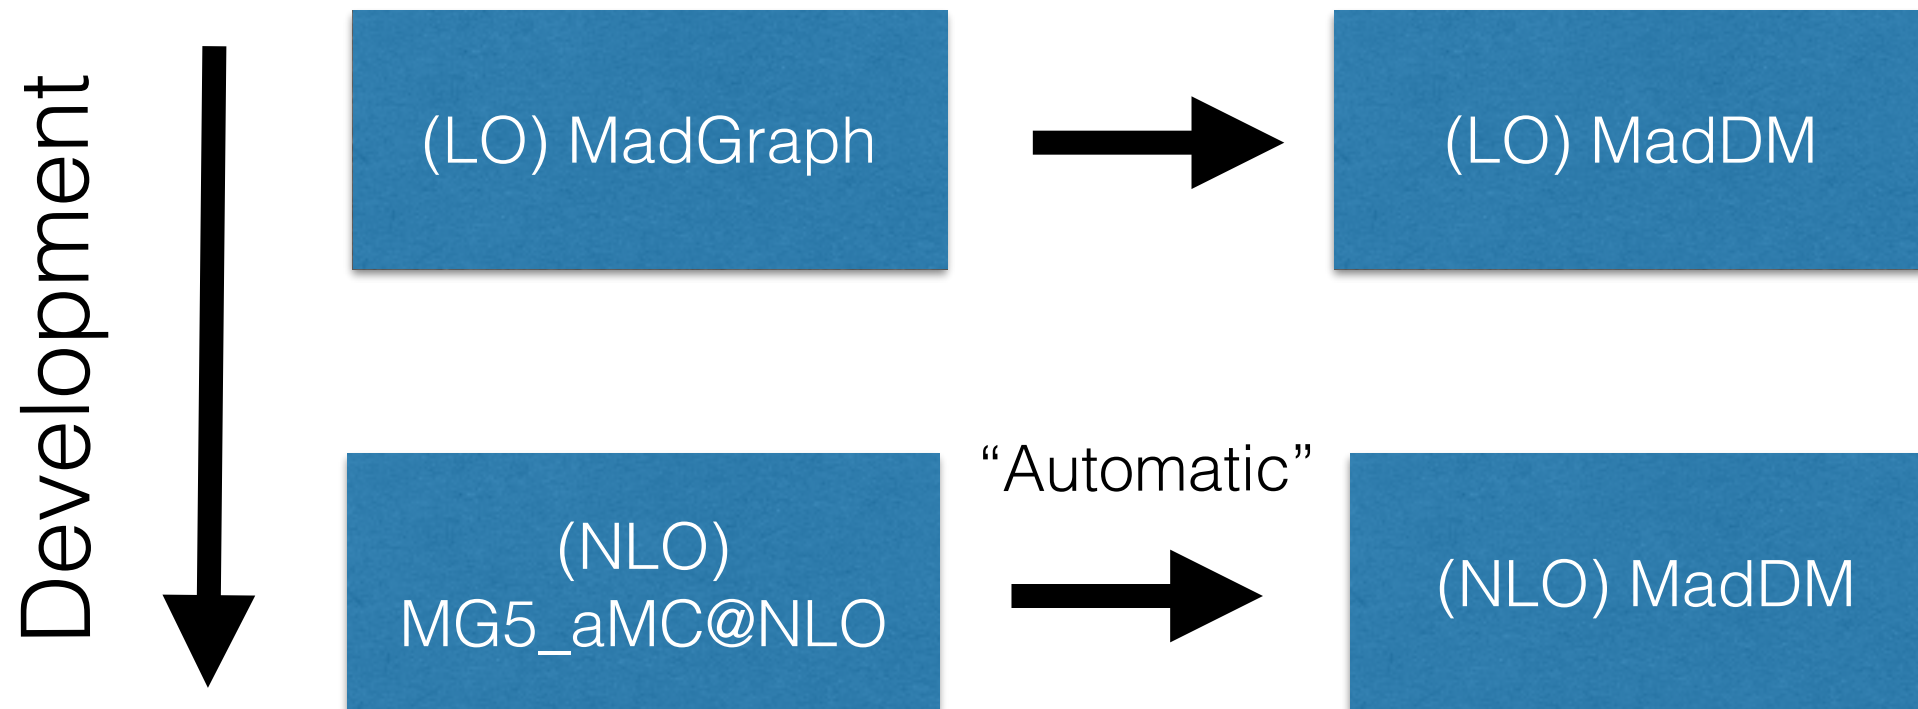 Development
(LO) MadGraph
(LO) MadDM
“Automatic”
(NLO)
MG5_aMC@NLO
(NLO) MadDM